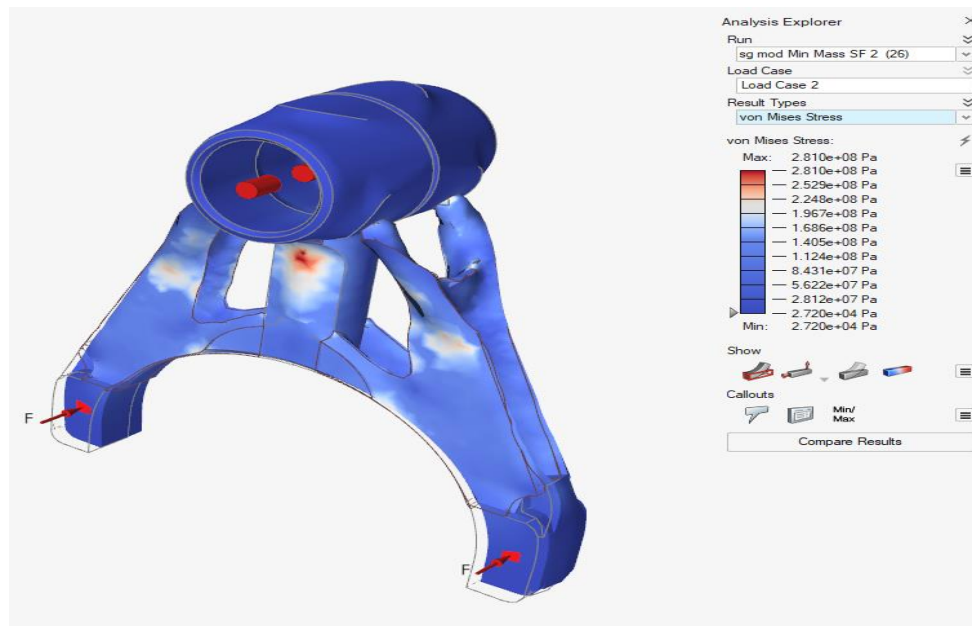 Analysis Explorer
Run
sg mod Min Mass SF 2 (26)
Load Case
Load Case 2
Result Types
von Mises Stress
von Mises Stress:
Max: 2.810e+08 Pa
2.810e+08 Pa
2.529e+08 Pa
2.248e+08 Pa
1.967e+08 Pa
1.686e+08 Pa
1.405e+08 Pa
1.124e+08 Pa
8.431e+07 Pa
5.622e+07 Pa
2.812e+07 Pa
2.720e+04 Pa
Min: 2.720e+04 Pa
Show
Callouts
Min/
Max
Compare Results
F
F